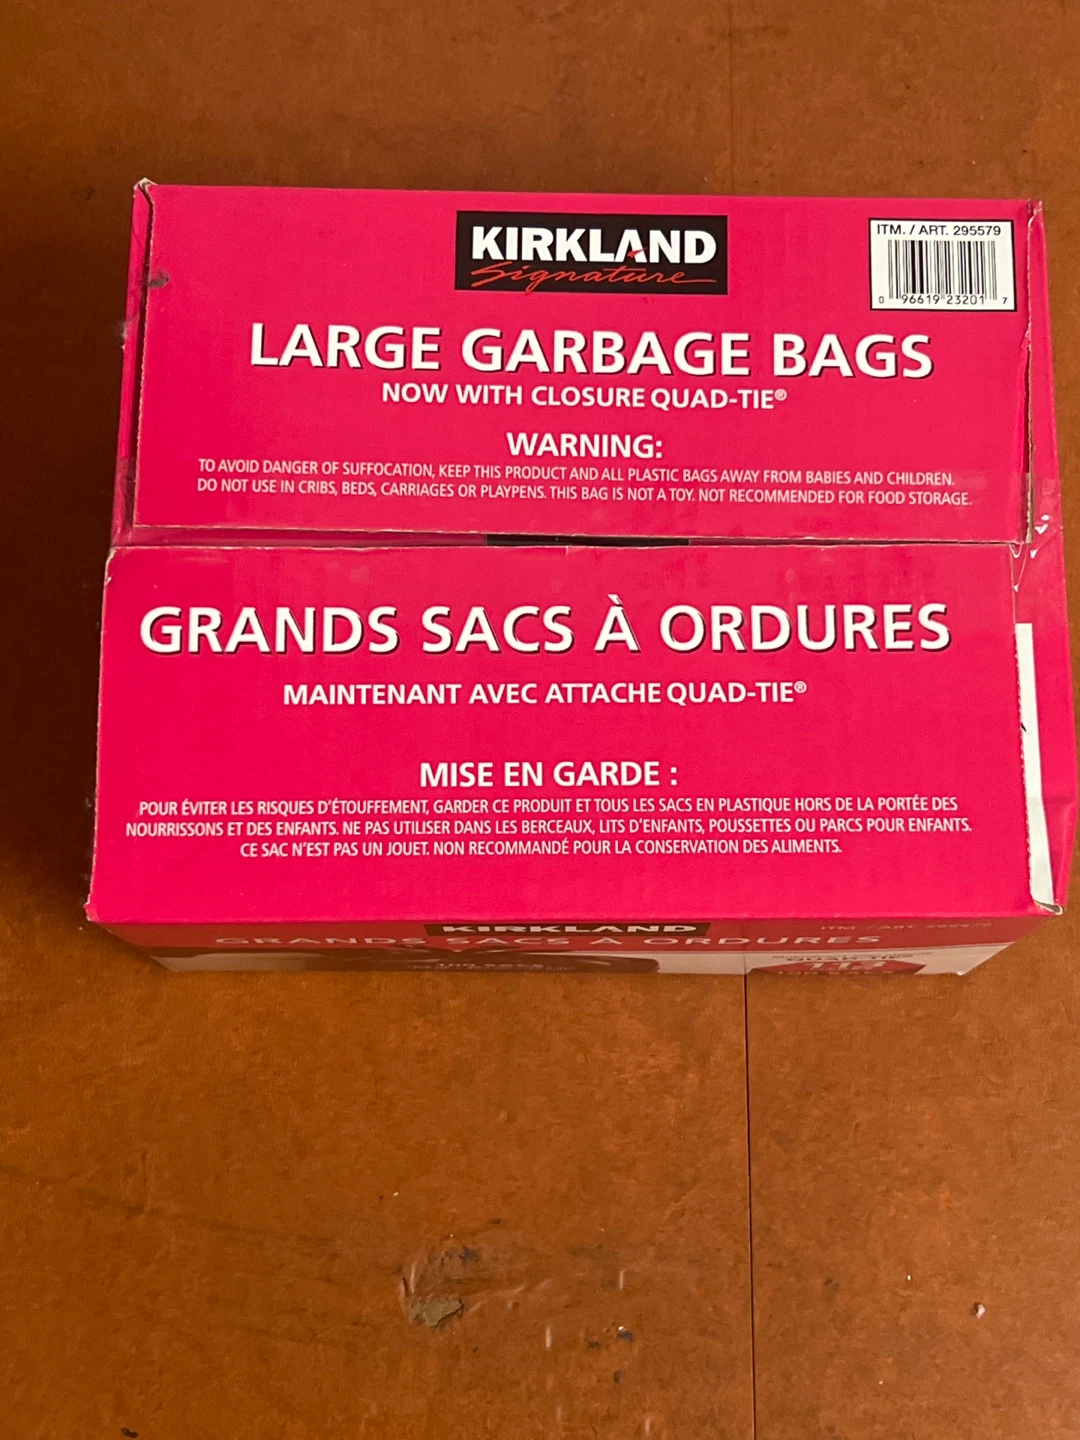 KIRKLAND
Signature
ITM. / ART. 295579
0 96619 23201 7
LARGE GARBAGE BAGS
NOW WITH CLOSURE QUAD-TIE®
WARNING:
TO AVOID DANGER OF SUFFOCATION, KEEP THIS PRODUCT AND ALL PLASTIC BAGS AWAY FROM BABIES AND CHILDREN.
DO NOT USE IN CRIBS, BEDS, CARRIAGES OR PLAYPENS. THIS BAG IS NOT A TOY. NOT RECOMMENDED FOR FOOD STORAGE.
GRANDS SACS À ORDURES
MAINTENANT AVEC ATTACHE QUAD-TIE®
MISE EN GARDE :
POUR ÉVITER LES RISQUES D'ÉTOUFFEMENT, GARDER CE PRODUIT ET TOUS LES SACS EN PLASTIQUE HORS DE LA PORTÉE DES
NOURRISSONS ET DES ENFANTS. NE PAS UTILISER DANS LES BERCEAUX, LITS D'ENFANTS, POUSSETTES OU PARCS POUR ENFANTS.
CE SAC N'EST PAS UN JOUET. NON RECOMMANDÉ POUR LA CONSERVATION DES ALIMENTS.
KIRKLAND
GRANDS SACS À ORDURES
100 SACS